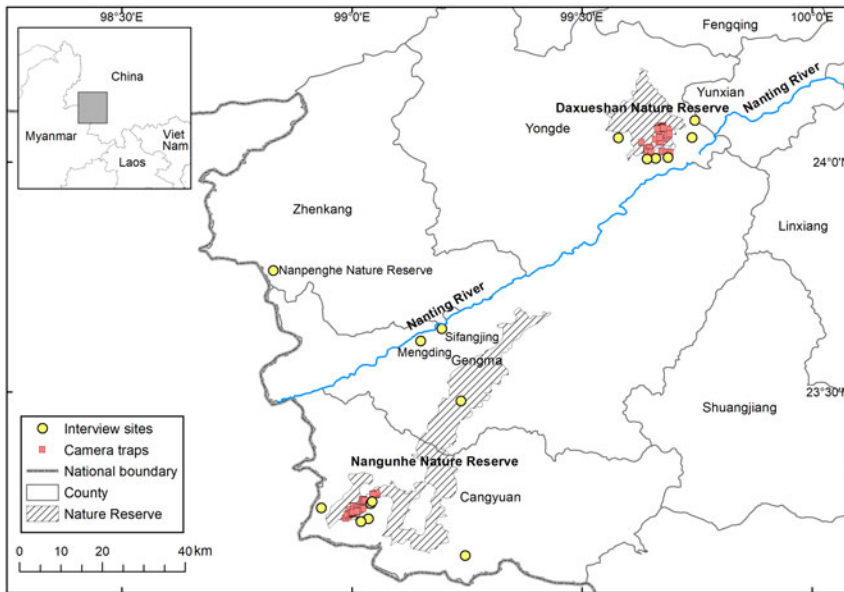 98°30'E
99°0'E
99°30'E
100°0'E
Fengqing
China
Myanmar
Viet
Nam
Laos
Yunxian
Nanting River
Daxueshan Nature Reserve
Yongde
24°0'N
Zhenkang
Linxiang
Nanpenghe Nature Reserve
Nanting River
Sifangjing
Mengding
Gengma
23°30'N
Shuangjiang
Interview sites
Camera traps
National boundary
County
Nature Reserve
Nangunhe Nature Reserve
Cangyuan
0 10 20 40 km